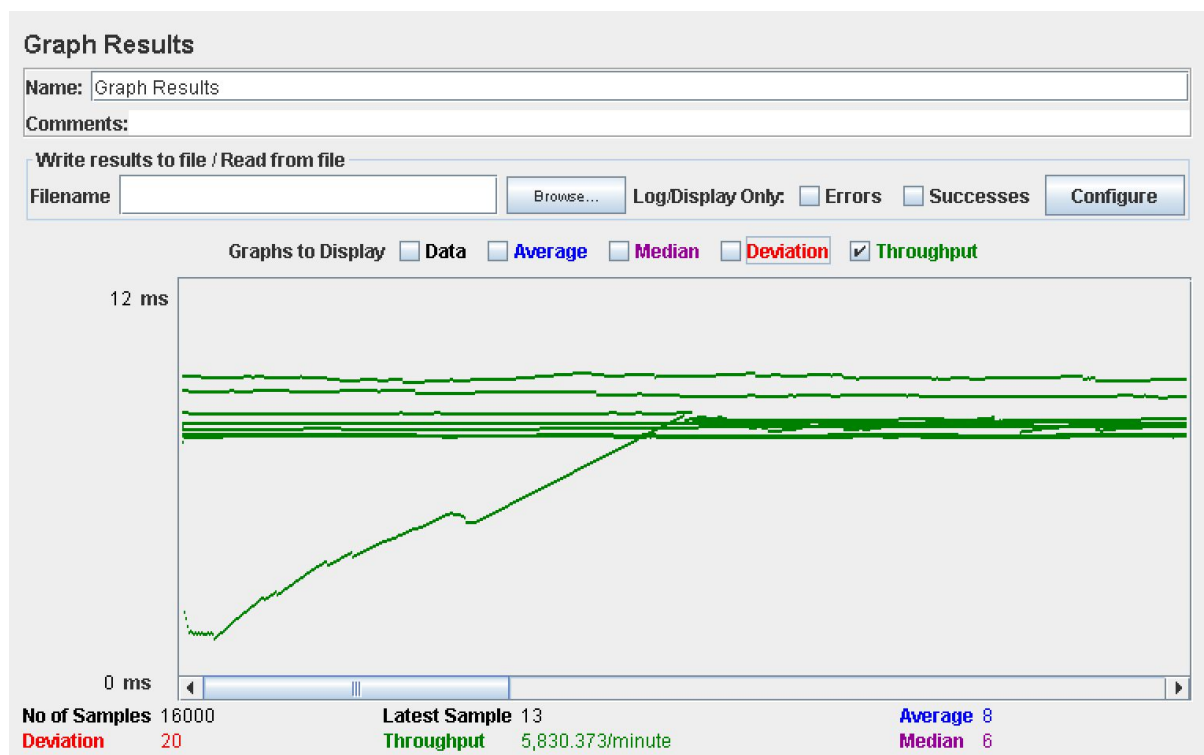 Graph Results
Name: Graph Results
Comments:
Write results to file / Read from file
Filename Browse... Log/Display Only: Errors Successes Configure
Graphs to Display Data Average Median Deviation Throughput
12 ms
0 ms
No of Samples 16000 Latest Sample 13 Average 8
Deviation 20 Throughput 5,830.373/minute Median 6